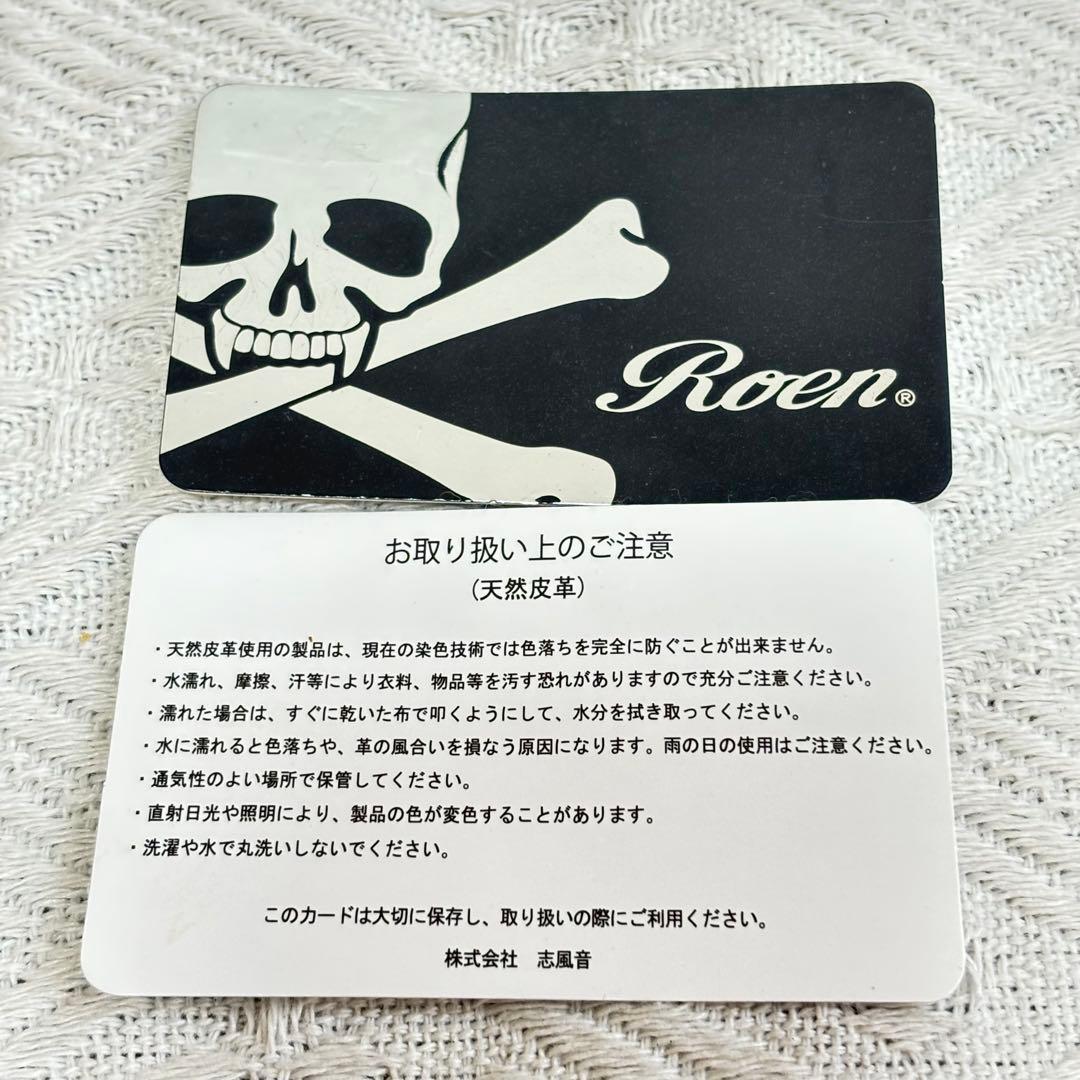 Roen®
お取り扱い上のご注意
(天然皮革)
・天然皮革使用の製品は、現在の染色技術では色落ちを完全に防ぐことが出来ません。
・水濡れ、摩擦、汗等により衣料、物品等を汚す恐れがありますので充分ご注意ください。
・濡れた場合は、すぐに乾いた布で叩くようにして、水分を拭き取ってください。
・水に濡れると色落ちや、革の風合いを損なう原因になります。雨の日の使用はご注意ください。
・通気性のよい場所で保管してください。
・直射日光や照明により、製品の色が変色することがあります。
・洗濯や水で丸洗いしないでください。
このカードは大切に保存し、取り扱いの際にご利用ください。
株式会社　志風音